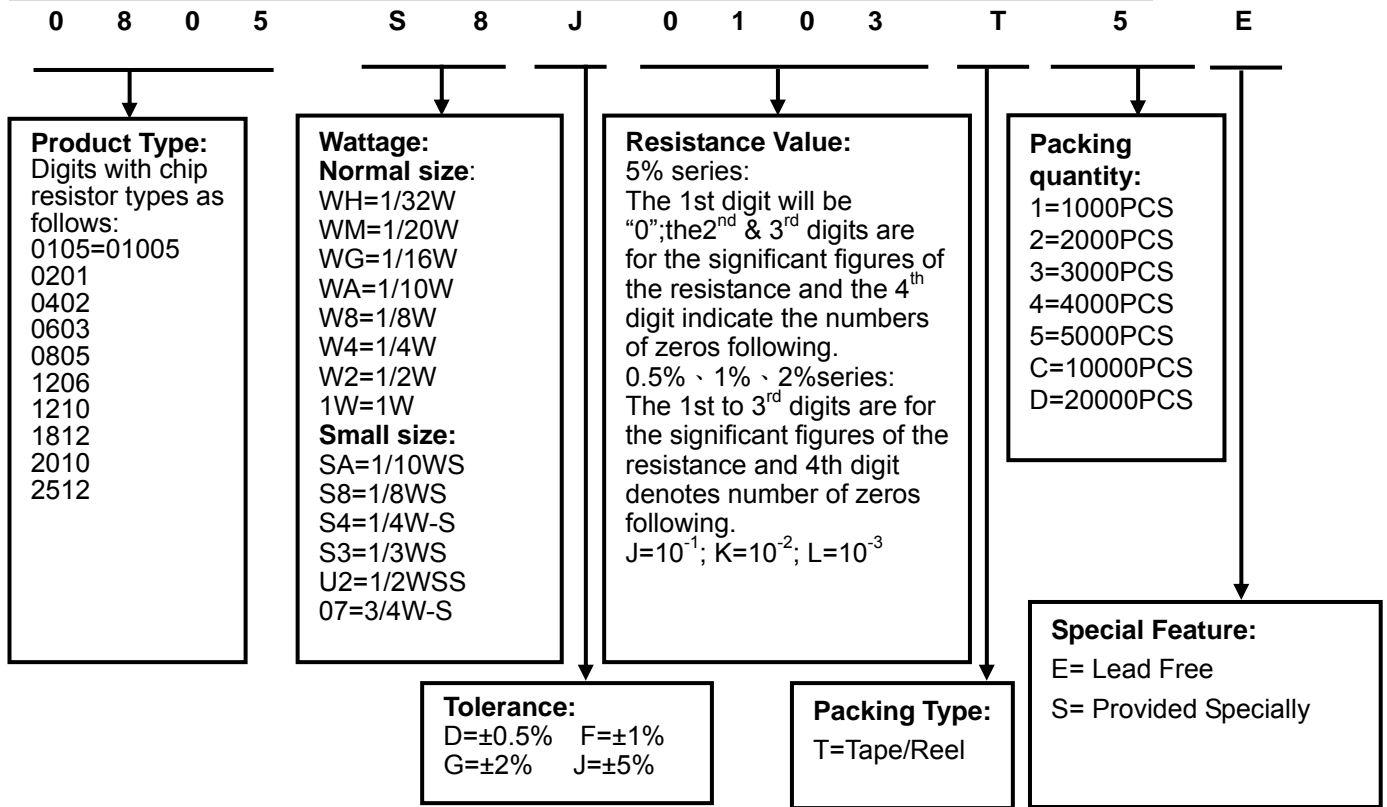 0 8 0 5 S 8 J 0 1 0 3 T 5 E
Product Type:
Digits with chip
resistor types as
follows:
0105=01005
0201
0402
0603
0805
1206
1210
1812
2010
2512
Wattage:
Normal size:
WH=1/32W
WM=1/20W
WG=1/16W
WA=1/10W
W8=1/8W
W4=1/4W
W2=1/2W
1W=1W
Small size:
SA=1/10WS
S8=1/8WS
S4=1/4W-S
S3=1/3WS
U2=1/2WSS
07=3/4W-S
Resistance Value:
5% series:
The 1st digit will be
“0”;the2nd & 3rd digits are
for the significant figures of
the resistance and the 4th
digit indicate the numbers
of zeros following.
0.5%、1%、2%series:
The 1st to 3rd digits are for
the significant figures of the
resistance and 4th digit
denotes number of zeros
following.
J=10-1; K=10-2; L=10-3
Packing
quantity:
1=1000PCS
2=2000PCS
3=3000PCS
4=4000PCS
5=5000PCS
C=10000PCS
D=20000PCS
Tolerance:
D=±0.5% F=±1%
G=±2% J=±5%
Packing Type:
T=Tape/Reel
Special Feature:
E= Lead Free
S= Provided Specially